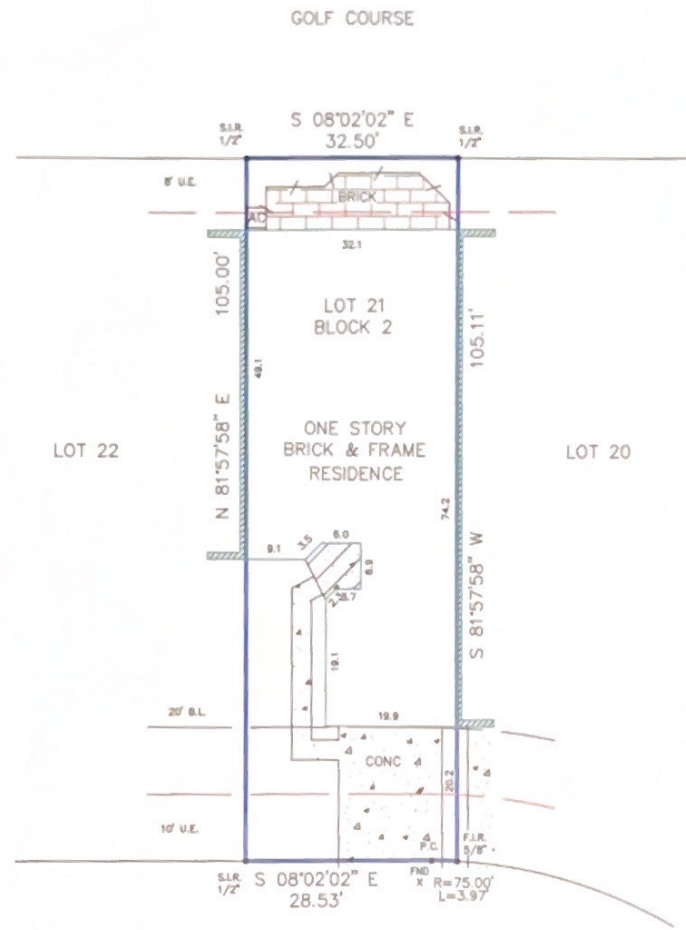 GOLF COURSE
S 08°02'02" E
32.50'
S.I.R.
1/2"
S.I.R.
1/2"
8' U.E.
BRICK
AC
32.1
105.00'
LOT 21
BLOCK 2
105.11'
49.1
N 81°57'58" E
ONE STORY
BRICK & FRAME
RESIDENCE
LOT 22
LOT 20
74.2
S 81°57'58" W
9.1
3.5
6.0
6.9
19.1
20' B.L.
19.9
CONC
20.2
10' U.E.
P.C.
F.I.R.
5/8"
S.I.R.
1/2"
S 08°02'02" E
28.53'
FND
X
R=75.00'
L=3.97'